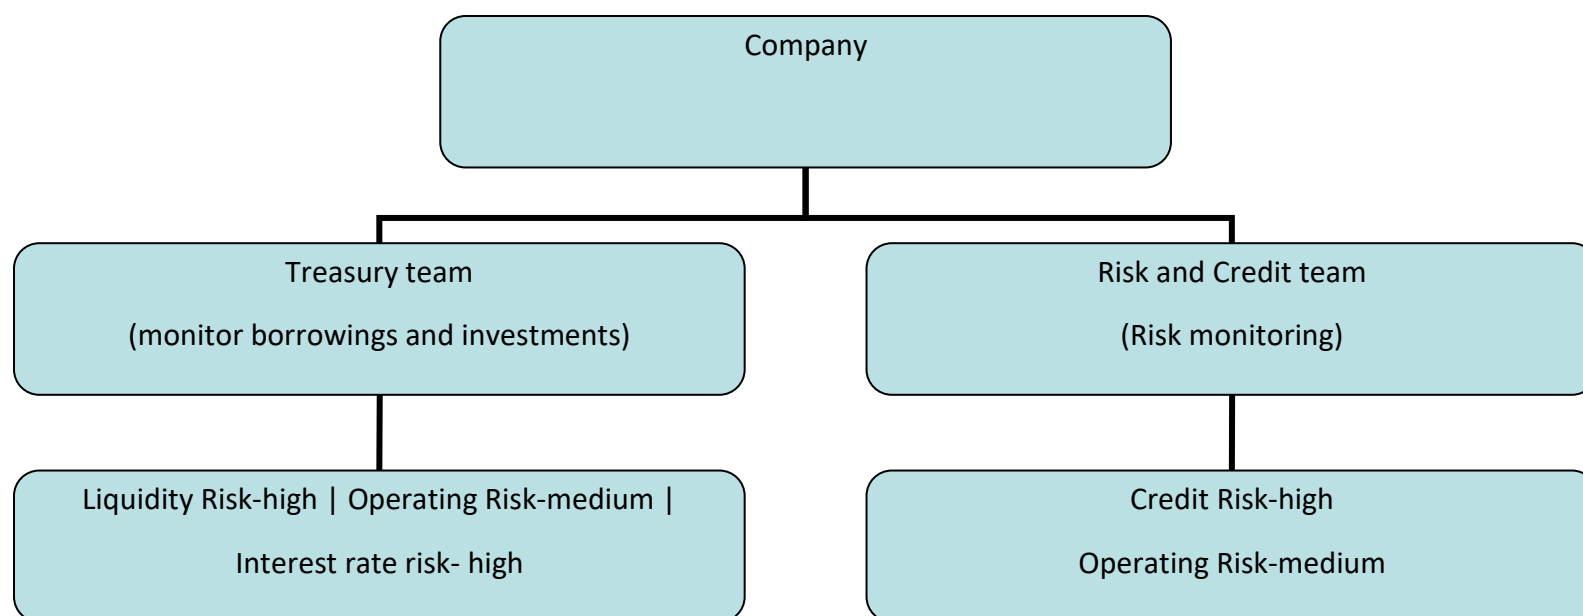 Company
Treasury team
(monitor borrowings and investments)
Risk and Credit team
(Risk monitoring)
Liquidity Risk-high | Operating Risk-medium |
Interest rate risk- high
Credit Risk-high
Operating Risk-medium